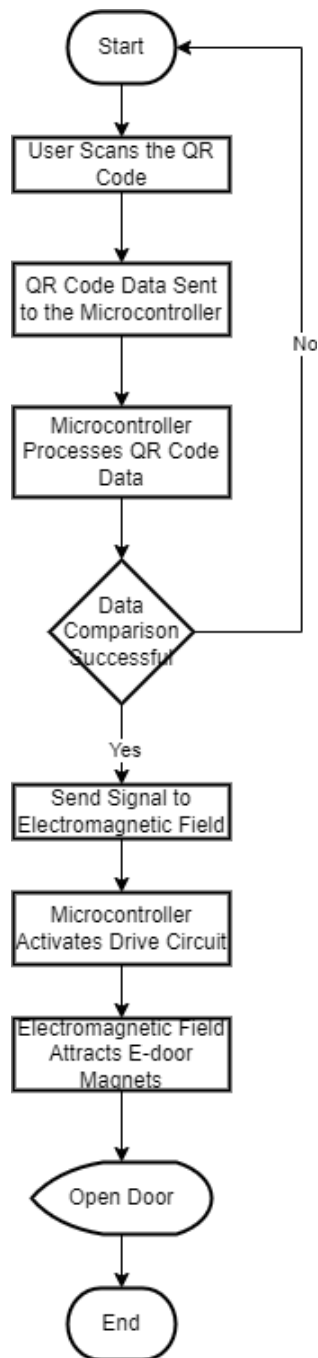 Start
User Scans the QR
Code
QR Code Data Sent
to the Microcontroller
No
Microcontroller
Processes QR Code
Data
Data
Comparison
Successful
Yes
Send Signal to
Electromagnetic Field
Microcontroller
Activates Drive Circuit
Electromagnetic Field
Attracts E-door
Magnets
Open Door
End